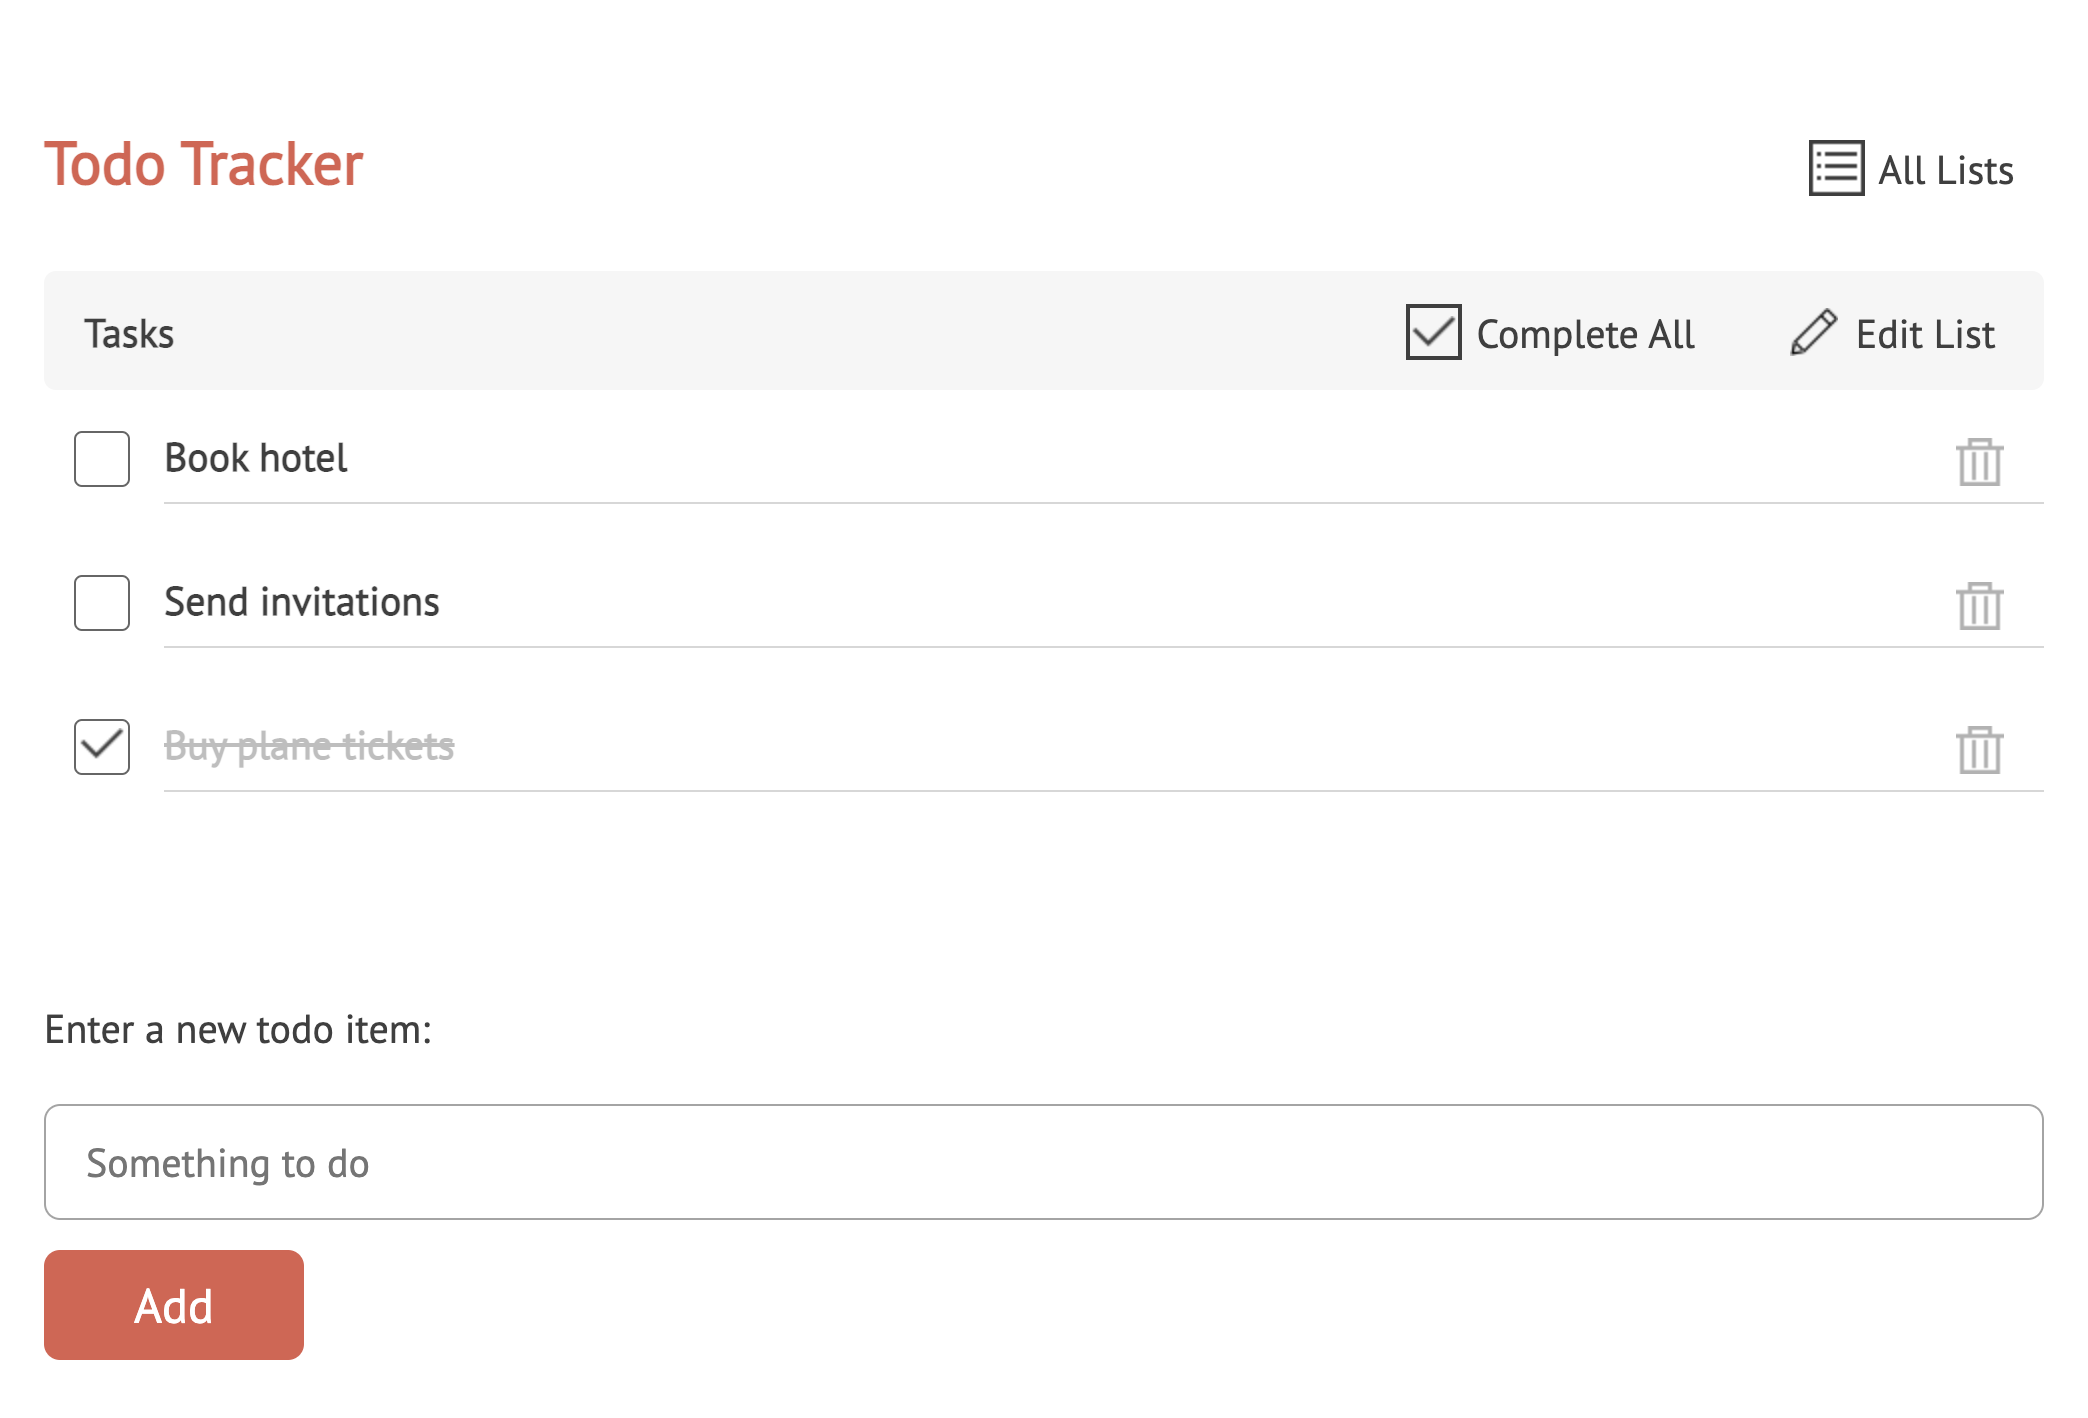 Todo Tracker
All Lists
Tasks
Complete All
Edit List
Book hotel
Send invitations
Buy plane tickets
Enter a new todo item:
Something to do
Add